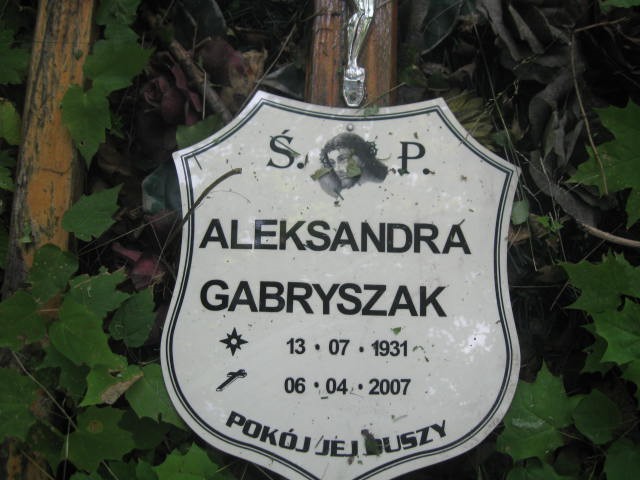 Ś. P.
ALEKSANDRA
GABRYSZAK
13 • 07 • 1931
06 • 04 • 2007
POKÓJ JEJ DUSZY